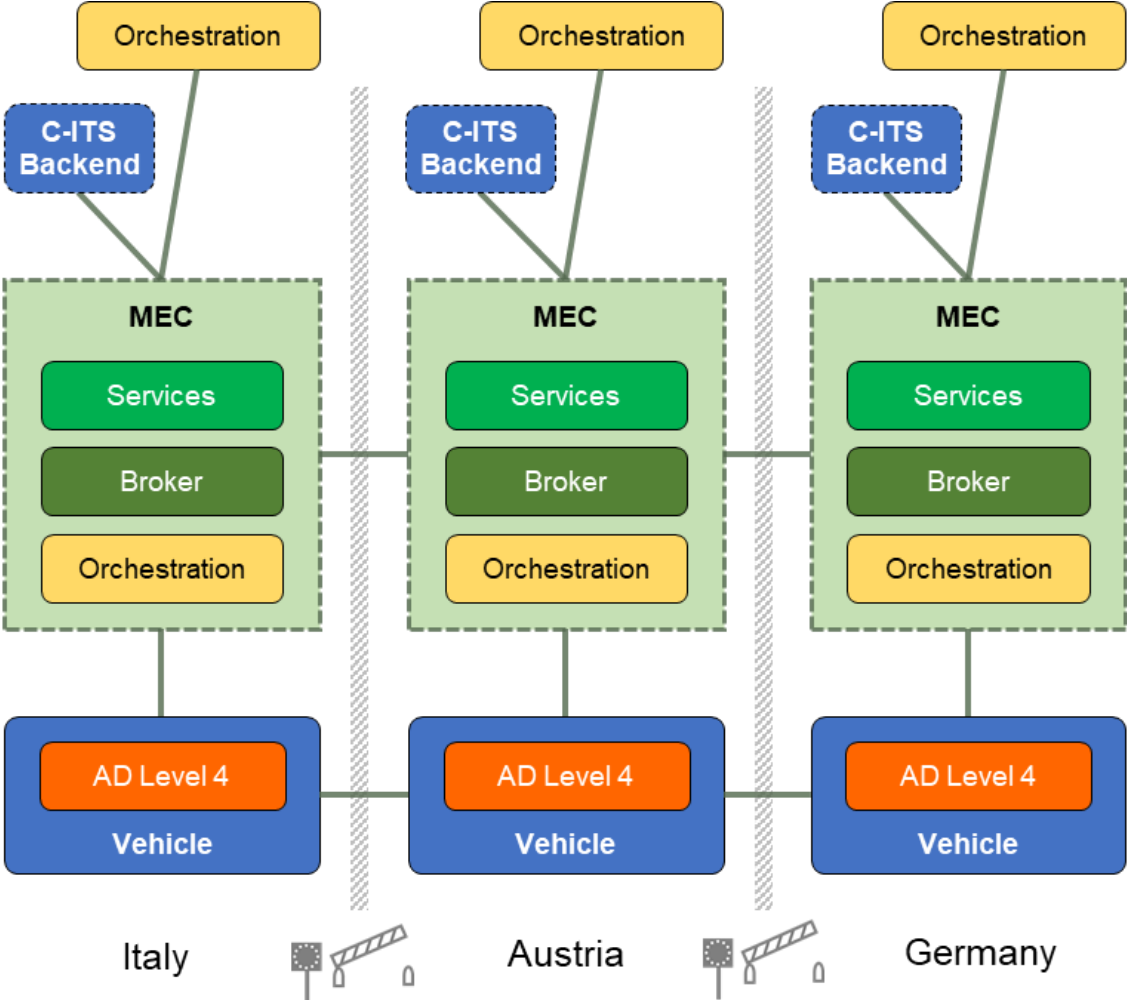 Orchestration
Orchestration
Orchestration
C-ITS
Backend
C-ITS
Backend
C-ITS
Backend
MEC
MEC
MEC
Services
Services
Services
Broker
Broker
Broker
Orchestration
Orchestration
Orchestration
AD Level 4
AD Level 4
AD Level 4
Vehicle
Vehicle
Vehicle
Italy
Austria
Germany